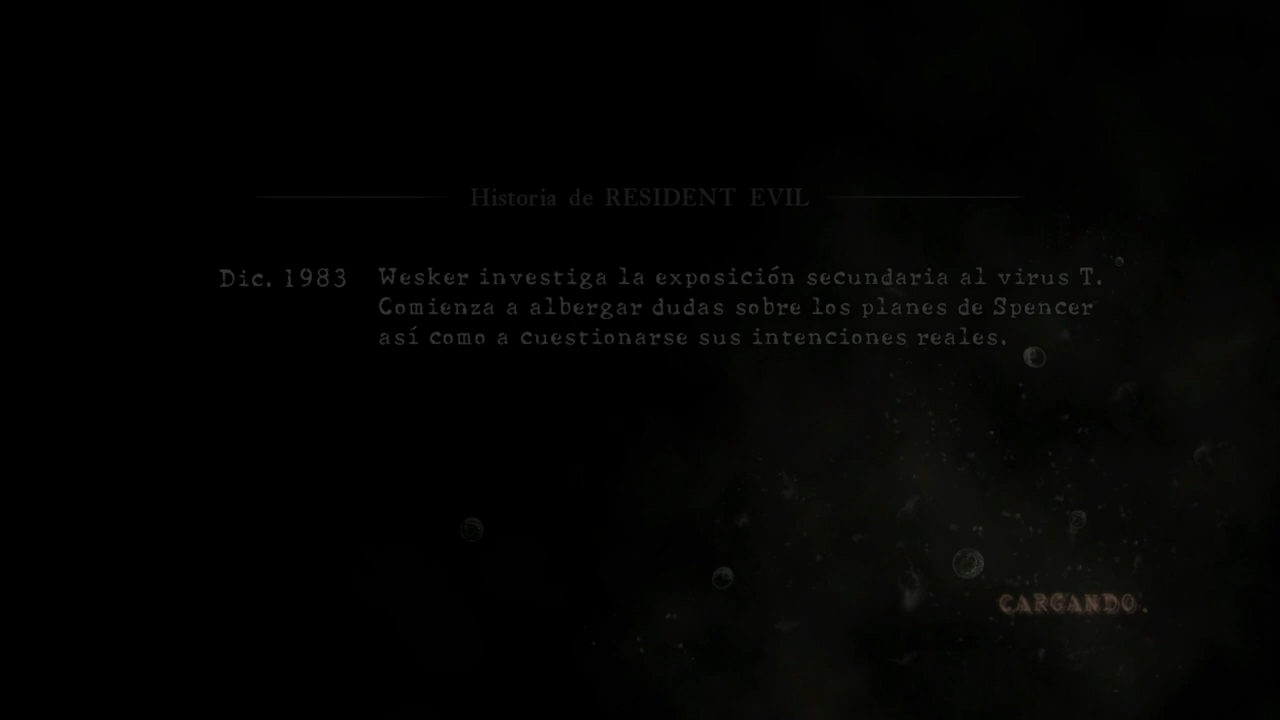 Historia de RESIDENT EVIL
Dic. 1983 Wesker investiga la exposición secundaria al virus T.
Comienza a albergar dudas sobre los planes de Spencer
así como a cuestionarse sus intenciones reales.
CARGANDO.